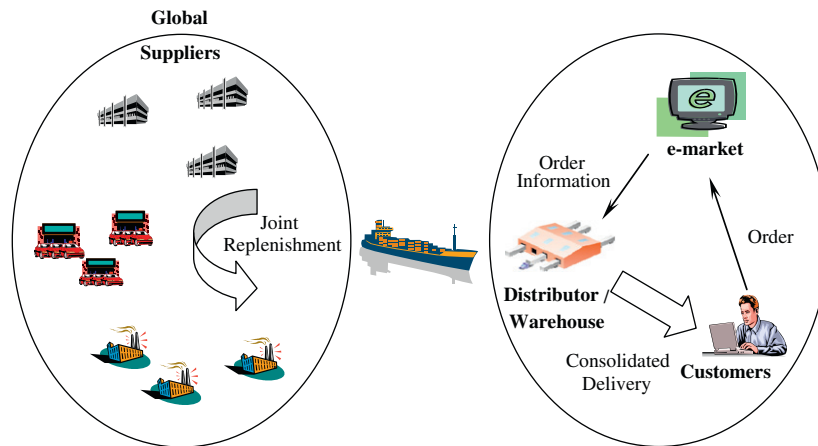 Global
Suppliers
Joint
Replenishment
e
e-market
Order
Information
Order
Distributor /
Warehouse
Consolidated
Delivery
Customers